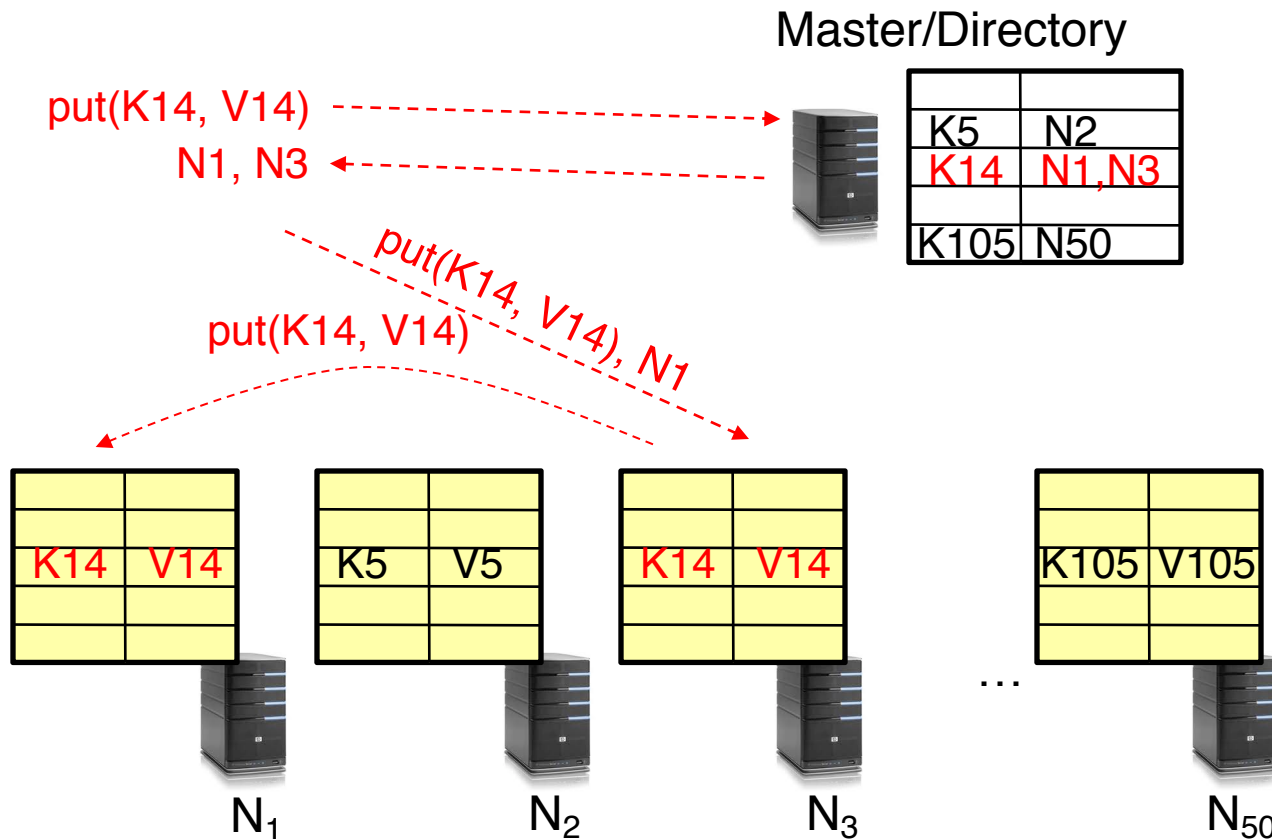 Master/Directory
put(K14, V14)
N1, N3
K5 N2
K14 N1,N3
K105 N50
put(K14, V14), N1
put(K14, V14)
K14 V14
K5 V5
K14 V14
K105 V105
…
N₁
N₂
N₃
N₅₀